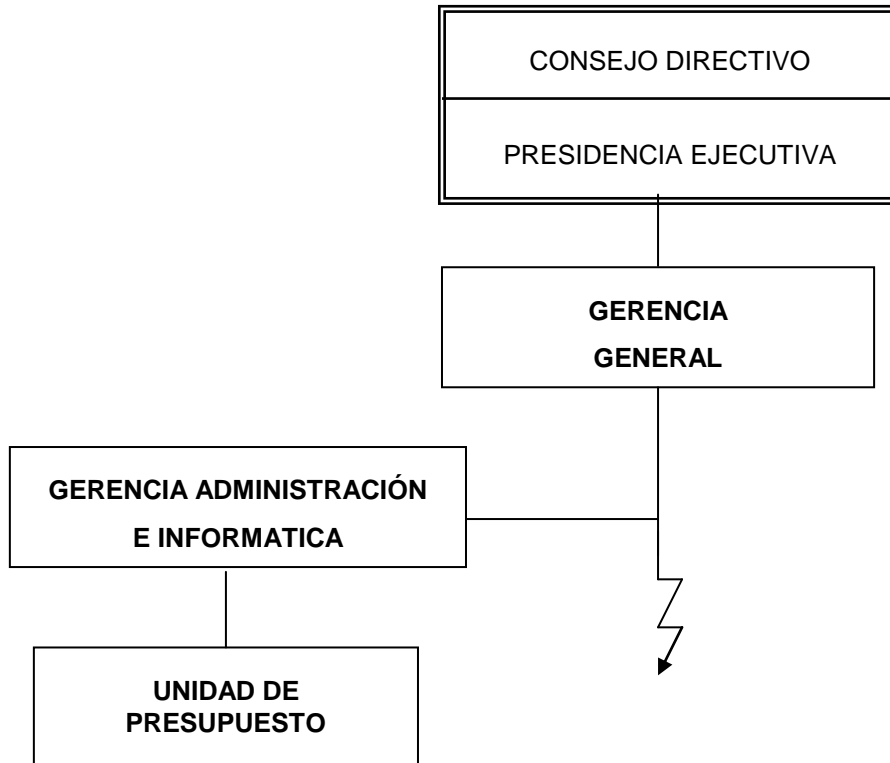 CONSEJO DIRECTIVO
PRESIDENCIA EJECUTIVA
GERENCIA
GENERAL
GERENCIA ADMINISTRACIÓN
E INFORMATICA
UNIDAD DE
PRESUPUESTO